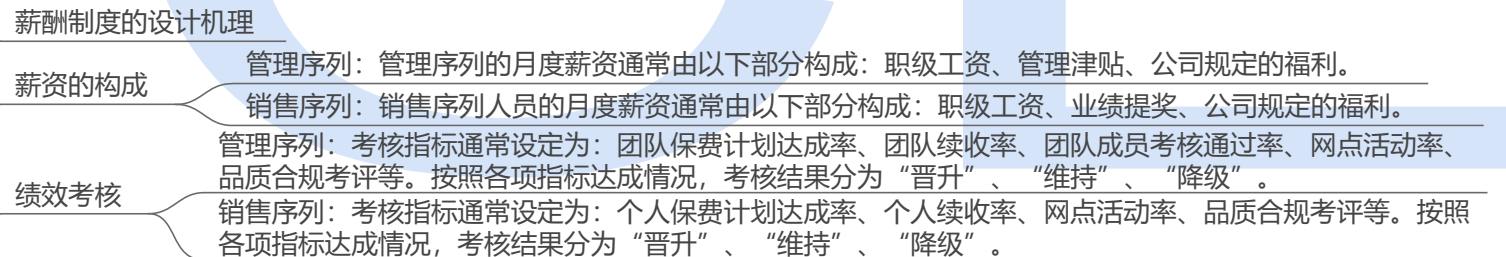 薪酬制度的设计机理
薪资的构成
管理序列：管理序列的月度薪资通常由以下部分构成：职级工资、管理津贴、公司规定的福利。
销售序列：销售序列人员的月度薪资通常由以下部分构成：职级工资、业绩提奖、公司规定的福利。
绩效考核
管理序列：考核指标通常设定为：团队保费计划达成率、团队续收率、团队成员考核通过率、网点活动率、
品质合规考评等。按照各项指标达成情况，考核结果分为“晋升”、“维持”、“降级”。
销售序列：考核指标通常设定为：个人保费计划达成率、个人续收率、网点活动率、品质合规考评等。按照
各项指标达成情况，考核结果分为“晋升”、“维持”、“降级”。